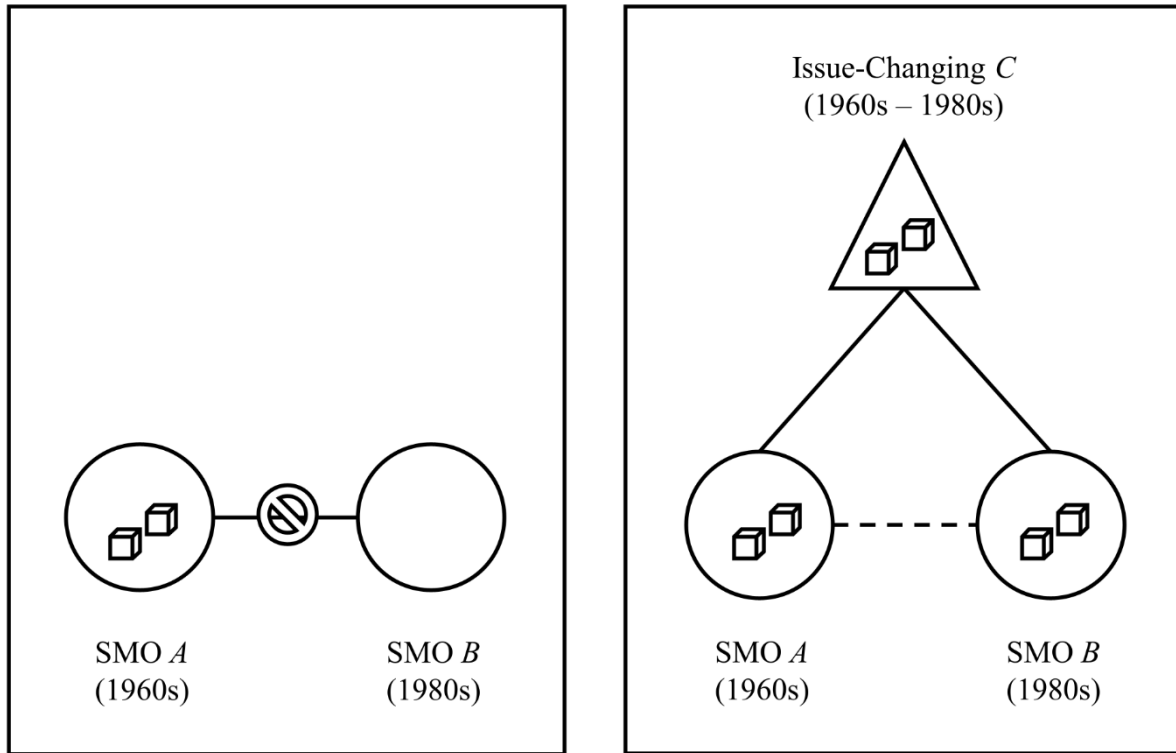 SMO A
(1960s)
SMO B
(1980s)
Issue-Changing C
(1960s – 1980s)
SMO A
(1960s)
SMO B
(1980s)